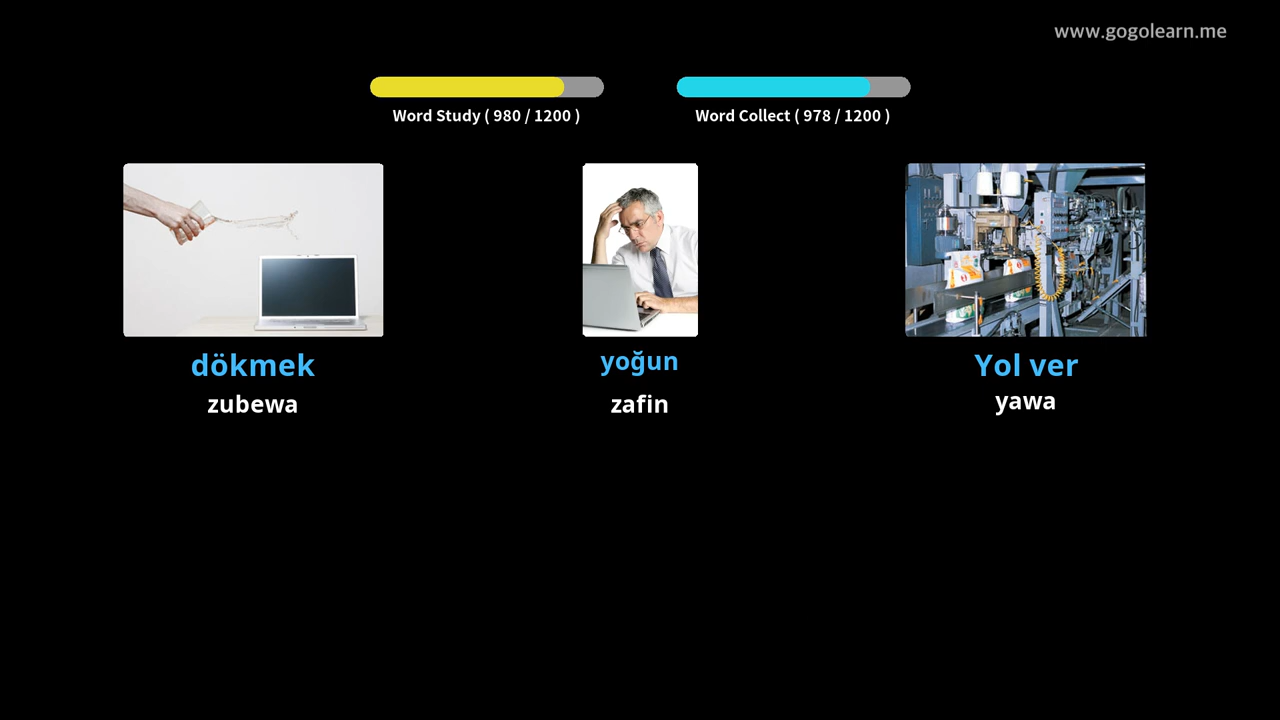 www.gogolearn.me
Word Study ( 980 / 1200 )
Word Collect ( 978 / 1200 )
dökmek
zubewa
yoğun
zafin
Yol ver
yawa